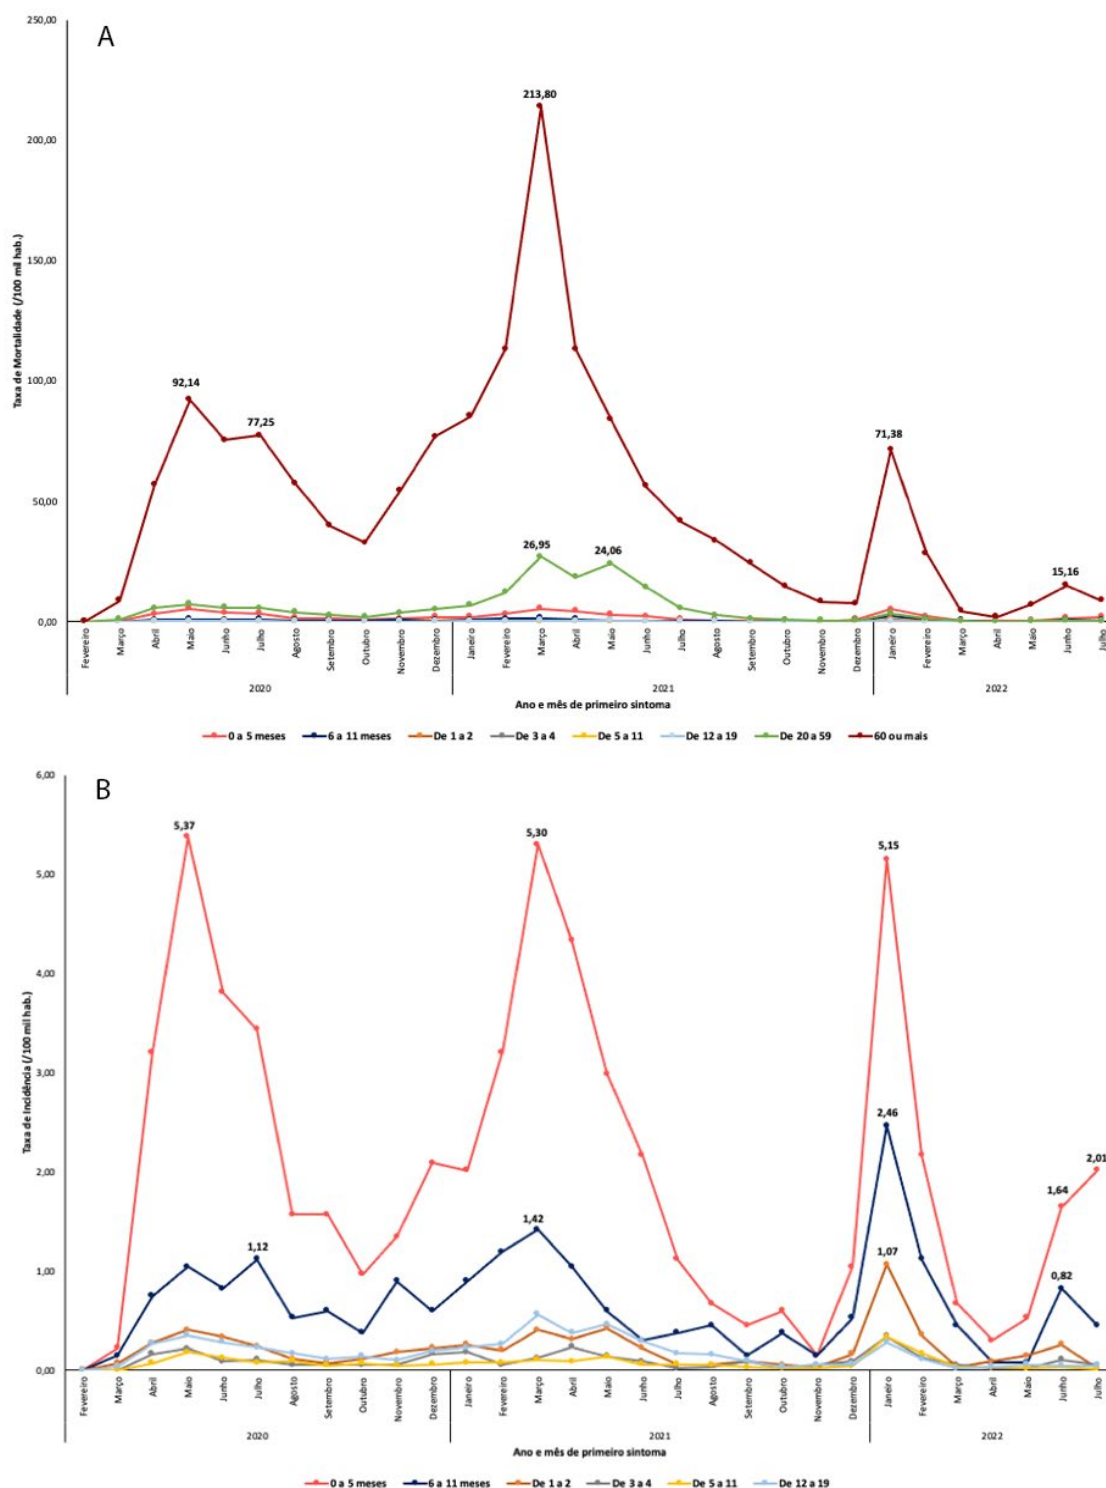 A
250,00
200,00
150,00
100,00
50,00
0,00
Taxa de Mortalidade (/100 mil hab.)
92,14
77,25
213,80
26,95
24,06
71,38
15,16
Fevereiro
Março
Abril
Maio
Junho
Julho
Agosto
Setembro
Outubro
Novembro
Dezembro
Janeiro
Fevereiro
Março
Abril
Maio
Junho
Julho
Agosto
Setembro
Outubro
Novembro
Dezembro
Janeiro
Fevereiro
Março
Abril
Maio
Junho
Julho
2020 2021 2022
Ano e mês de primeiro sintoma
0 a 5 meses 6 a 11 meses De 1 a 2 De 3 a 4 De 5 a 11 De 12 a 19 De 20 a 59 60 ou mais
B
6,00
5,00
4,00
3,00
2,00
1,00
0,00
Taxa de Incidência (/100 mil hab.)
5,37
1,12
5,30
1,42
5,15
2,46
1,07
1,64
2,01
0,82
Fevereiro
Março
Abril
Maio
Junho
Julho
Agosto
Setembro
Outubro
Novembro
Dezembro
Janeiro
Fevereiro
Março
Abril
Maio
Junho
Julho
Agosto
Setembro
Outubro
Novembro
Dezembro
Janeiro
Fevereiro
Março
Abril
Maio
Junho
Julho
2020 2021 2022
Ano e mês de primeiro sintoma
0 a 5 meses 6 a 11 meses De 1 a 2 De 3 a 4 De 5 a 11 De 12 a 19